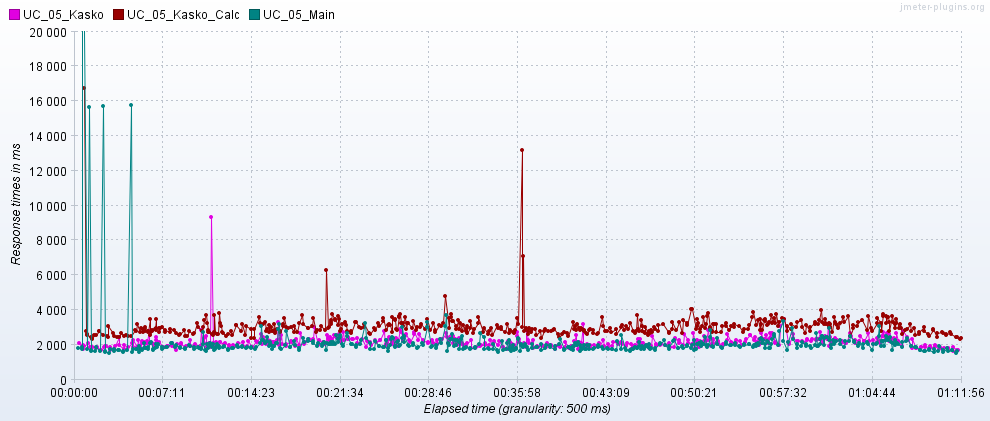 jmeter-plugins.org
UC_05_Kasko UC_05_Kasko_Calc UC_05_Main
20 000
18 000
16 000
14 000
12 000
10 000
8 000
6 000
4 000
2 000
0
Response times in ms
00:00:00 00:07:11 00:14:23 00:21:34 00:28:46 00:35:58 00:43:09 00:50:21 00:57:32 01:04:44 01:11:56
Elapsed time (granularity: 500 ms)